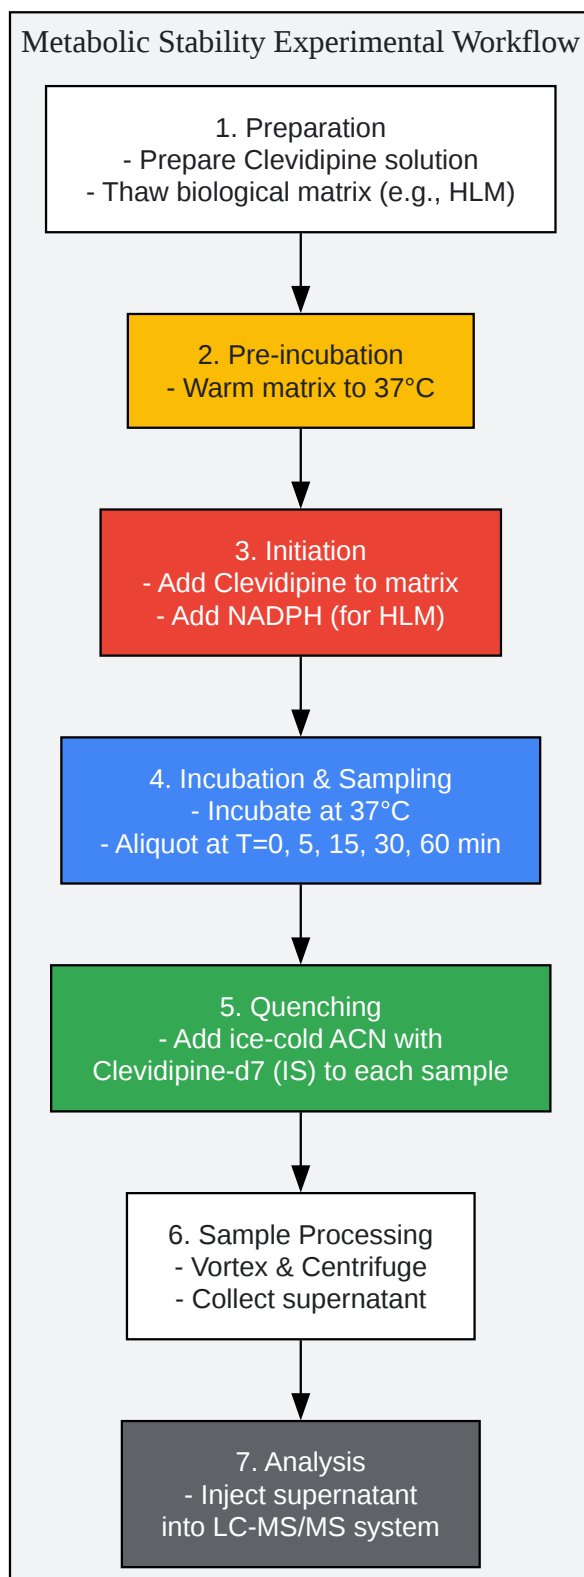 Metabolic Stability Experimental Workflow
1. Preparation
- Prepare Clevidipine solution
- Thaw biological matrix (e.g., HLM)
2. Pre-incubation
- Warm matrix to 37°C
3. Initiation
- Add Clevidipine to matrix
- Add NADPH (for HLM)
4. Incubation & Sampling
- Incubate at 37°C
- Aliquot at T=0, 5, 15, 30, 60 min
5. Quenching
- Add ice-cold ACN with
Clevidipine-d7 (IS) to each sample
6. Sample Processing
- Vortex & Centrifuge
- Collect supernatant
7. Analysis
- Inject supernatant
into LC-MS/MS system